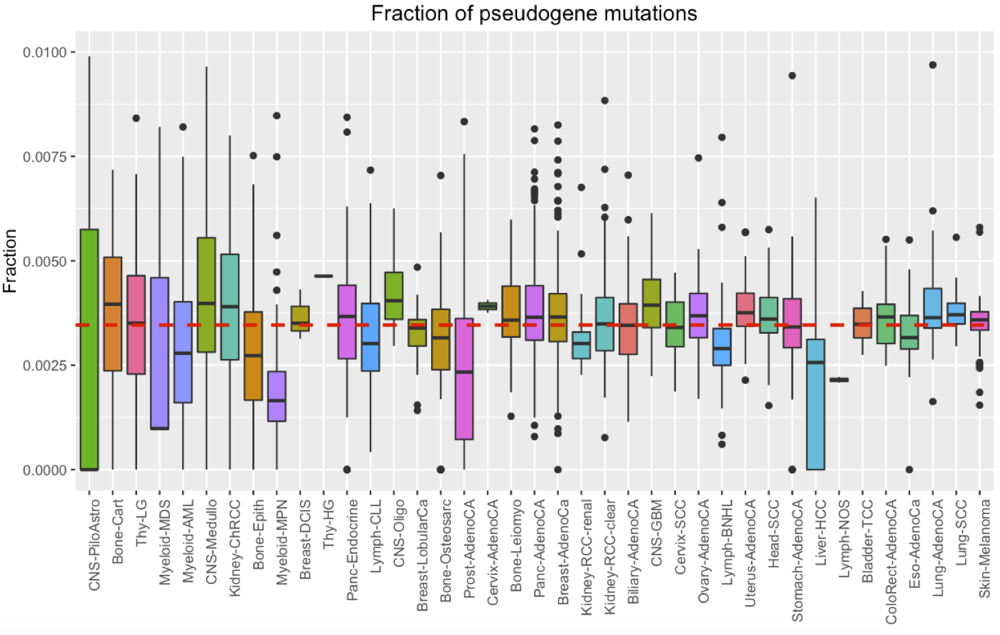 Fraction of pseudogene mutations
Fraction
0.0100
0.0075
0.0050
0.0025
0.0000
CNS-PiloAstro
Bone-Cart
Thy-LG
Myeloid-MDS
Myeloid-AML
CNS-Medullo
Kidney-ChRCC
Bone-Epith
Myeloid-MPN
Breast-DCIS
Thy-HG
Panc-Endocrine
Lymph-CLL
CNS-Oligo
Breast-LobularCa
Bone-Osteosarc
Prost-AdenoCA
Cervix-AdenoCA
Bone-Leiomyo
Panc-AdenoCA
Breast-AdenoCa
Kidney-RCC-renal
Kidney-RCC-clear
Biliary-AdenoCA
CNS-GBM
Cervix-SCC
Ovary-AdenoCA
Lymph-BNHL
Uterus-AdenoCA
Head-SCC
Stomach-AdenoCA
Liver-HCC
Lymph-NOS
Bladder-TCC
ColoRect-AdenoCA
Eso-AdenoCa
Lung-AdenoCA
Lung-SCC
Skin-Melanoma